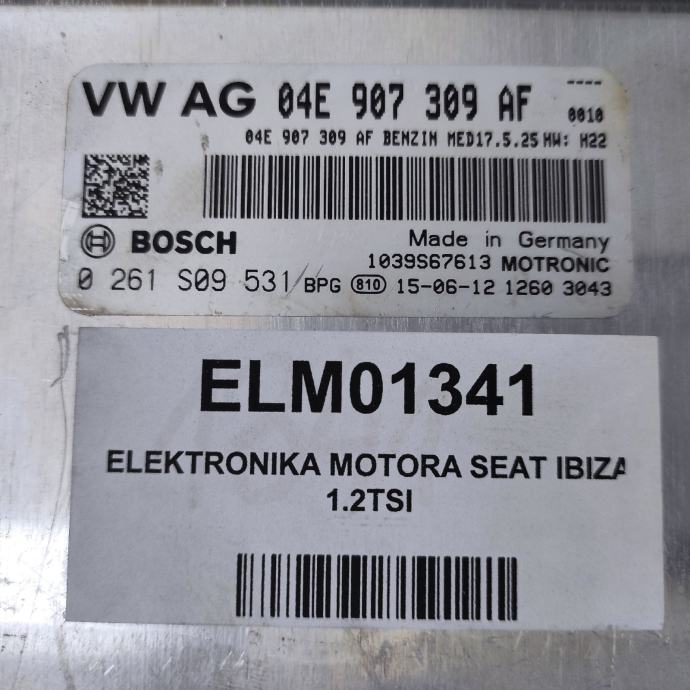 VW AG 04E 907 309 AF ----
0010
04E 907 309 AF BENZIN MED17.5.25 HW: H22
BOSCH Made in Germany
1039S67613 MOTRONIC
0 261 S09 531 BPG 810 15-06-12 1260 3043
ELM01341
ELEKTRONIKA MOTORA SEAT IBIZA
1.2TSI